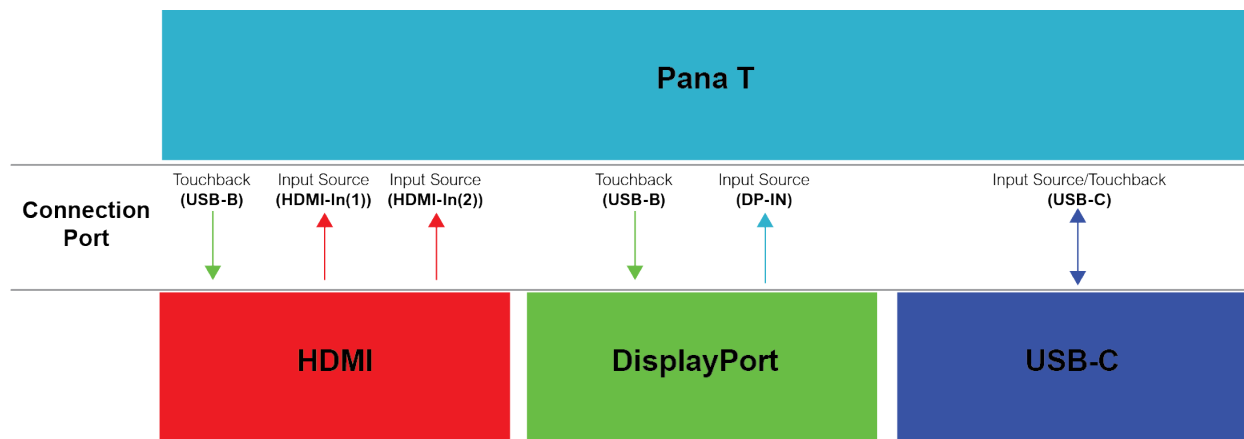 Pana T
Connection
Port
Touchback
(USB-B)
Input Source
(HDMI-In(1))
Input Source
(HDMI-In(2))
Touchback
(USB-B)
Input Source
(DP-IN)
Input Source/Touchback
(USB-C)
HDMI
DisplayPort
USB-C